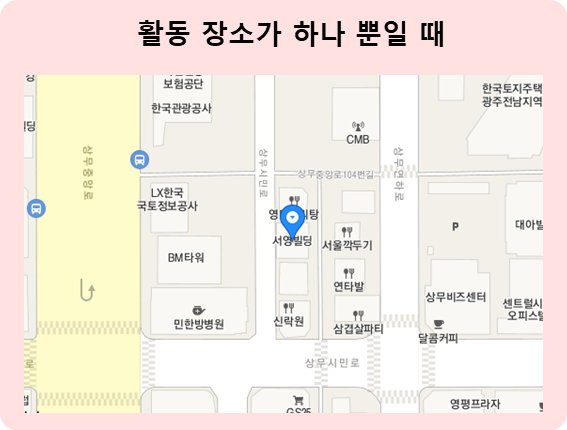 활동 장소가 하나 뿐일 때
보험공단
한국관광공사
한국토지주택
광주전남지역
CMB
상무중앙로
상무시민로
상무연하로
상무중앙로104번길
LX한국
국토정보공사
서영빌딩
서울깍두기
P
대아빌
BM타워
연타발
상무비즈센터
센트럴시
오피스텔
민한방병원
신락원
삼겹살파티
달콤커피
상무시민로
GS25
영평프라자